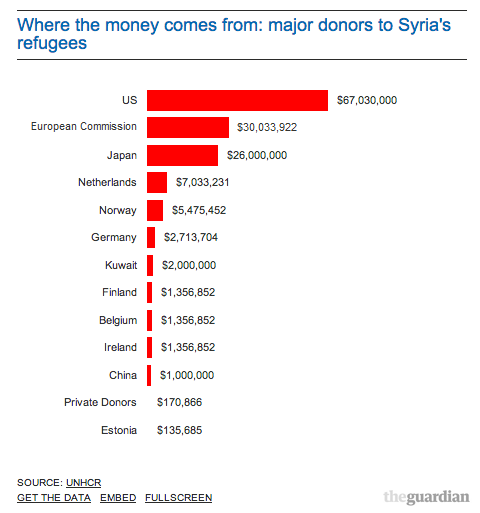 Where the money comes from: major donors to Syria's
refugees
US $67,030,000
European Commission $30,033,922
Japan $26,000,000
Netherlands $7,033,231
Norway $5,475,452
Germany $2,713,704
Kuwait $2,000,000
Finland $1,356,852
Belgium $1,356,852
Ireland $1,356,852
China $1,000,000
Private Donors $170,866
Estonia $135,685
SOURCE: UNHCR
GET THE DATA EMBED FULLSCREEN
theguardian